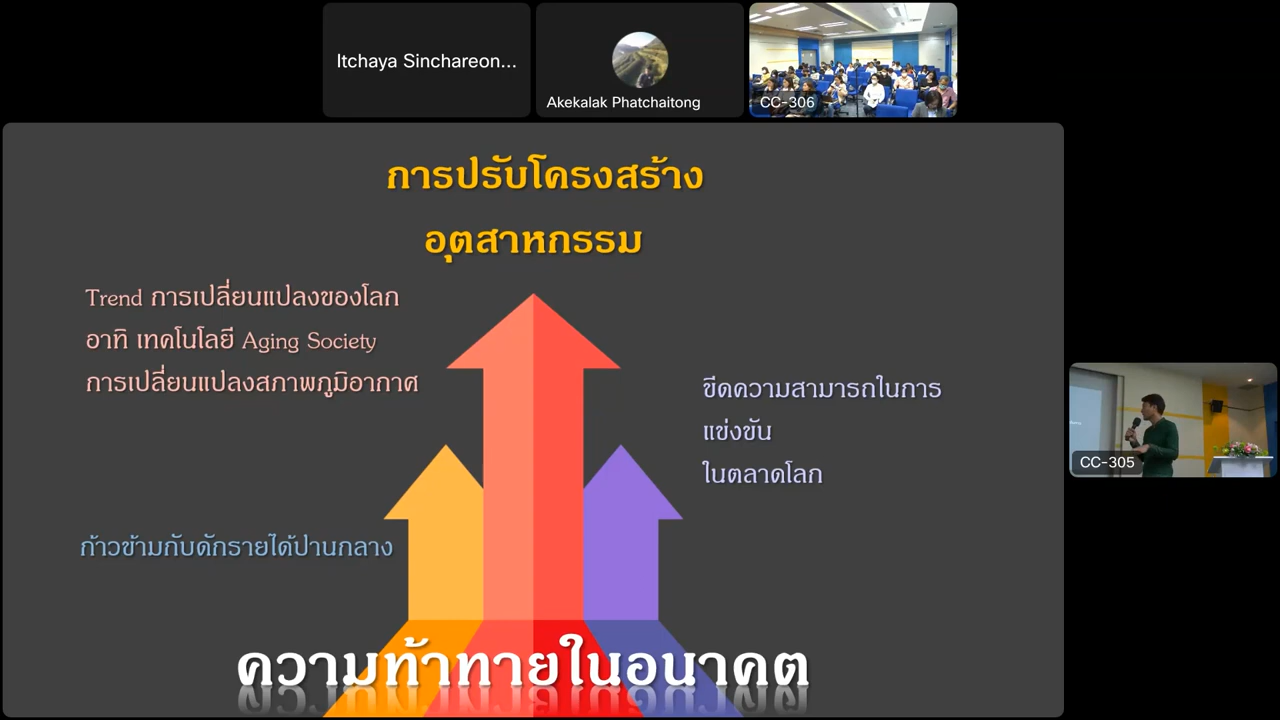 Itchaya Sinchareon...
Akekalak Phatchaitong
CC-306
การปรับโครงสร้าง
อุตสาหกรรม
Trend การเปลี่ยนแปลงของโลก
อาทิ เทคโนโลยี Aging Society
การเปลี่ยนแปลงสภาพภูมิอากาศ
ขีดความสามารถในการ
แข่งขัน
ในตลาดโลก
CC-305
ก้าวข้ามกับดักรายได้ปานกลาง
ความท้าทายในอนาคต